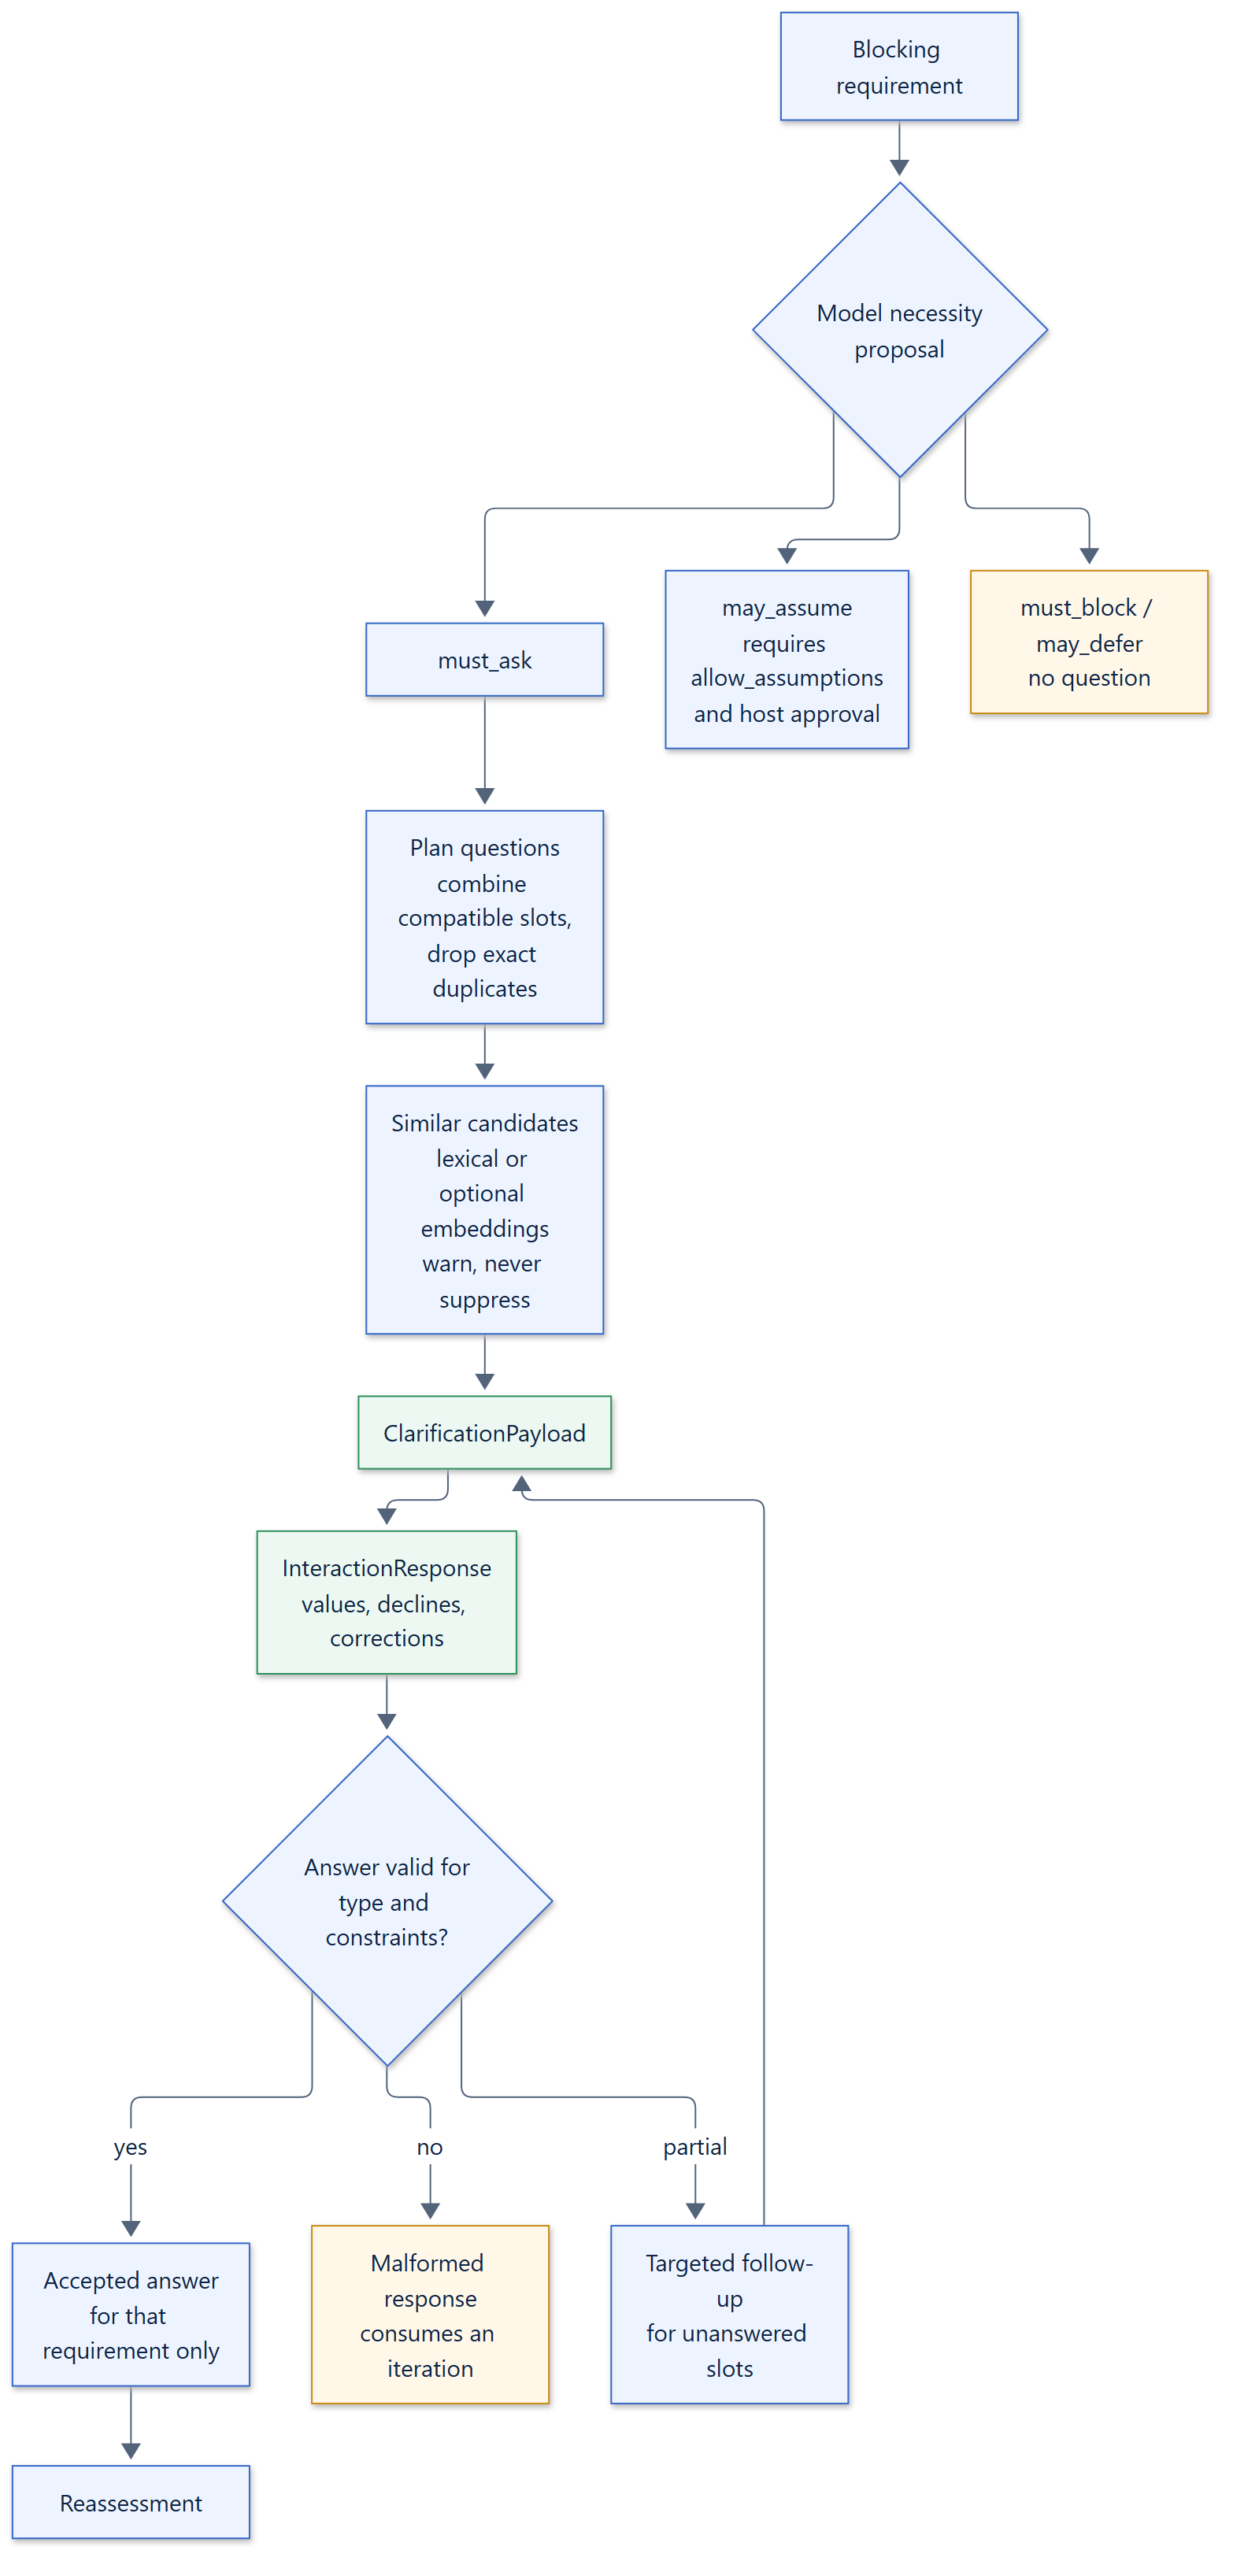 Blocking
requirement
Model necessity
proposal
must_ask
may_assume
requires
allow_assumptions
and host approval
must_block /
may_defer
no question
Plan questions
combine
compatible slots,
drop exact
duplicates
Similar candidates
lexical or
optional
embeddings
warn, never
suppress
ClarificationPayload
InteractionResponse
values, declines,
corrections
Answer valid for
type and
constraints?
yes
no
partial
Accepted answer
for that
requirement only
Malformed
response
consumes an
iteration
Targeted follow-
up
for unanswered
slots
Reassessment